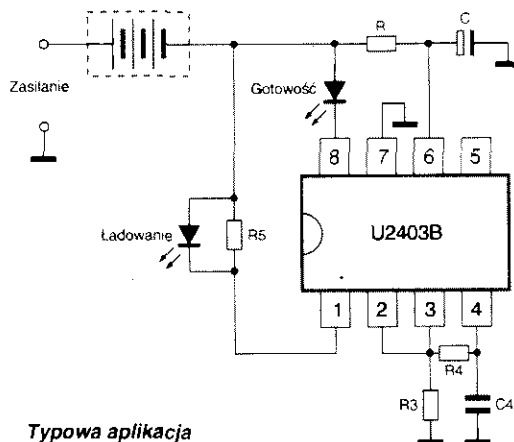 R
C
Zasilanie
Gotowość
8
7
6
5
Ładowanie
R5
U2403B
1
2
3
4
R4
R3
C4
Typowa aplikacja